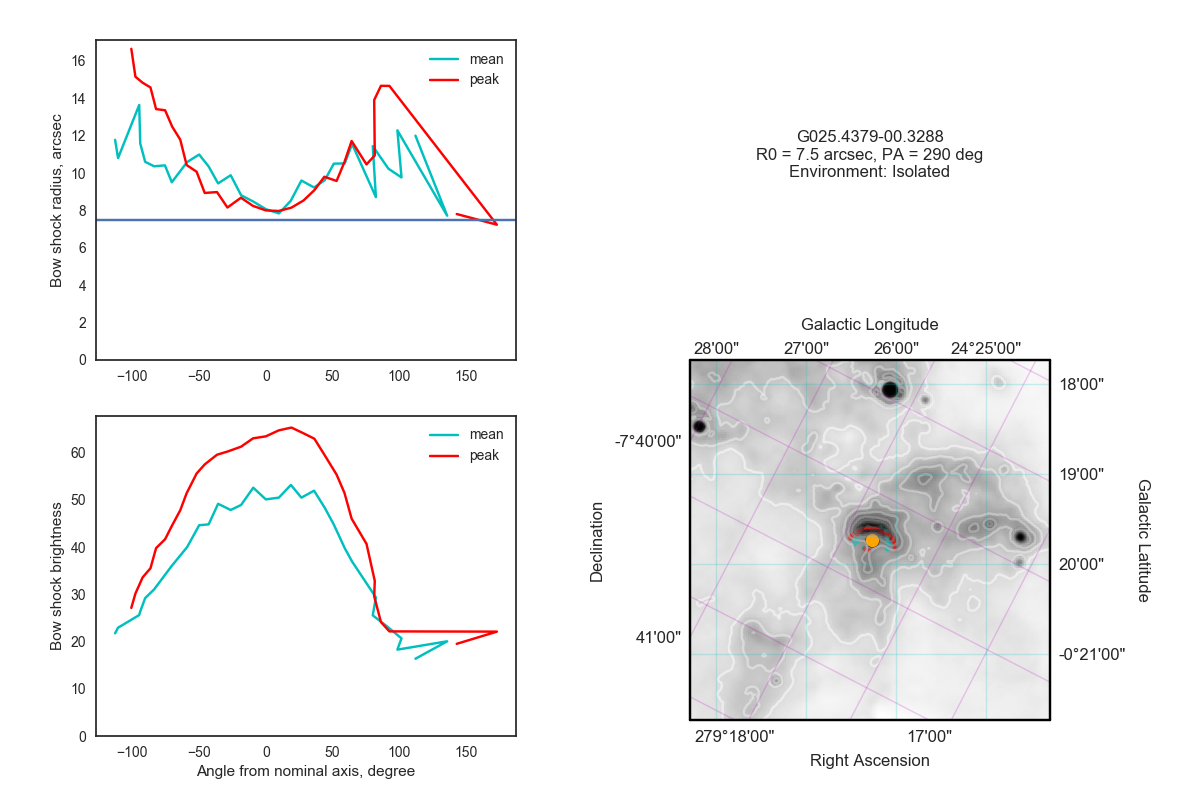 16
14
12
10
8
6
4
2
0
Bow shock radius, arcsec
mean
peak
−100
−50
0
50
100
150
60
50
40
30
20
10
0
Bow shock brightness
mean
peak
−100
−50
0
50
100
150
Angle from nominal axis, degree
G025.4379-00.3288
R0 = 7.5 arcsec, PA = 290 deg
Environment: Isolated
Galactic Longitude
28'00"
27'00"
26'00"
24°25'00"
18'00"
19'00"
20'00"
-0°21'00"
Galactic Latitude
-7°40'00"
41'00"
Declination
279°18'00"
17'00"
Right Ascension